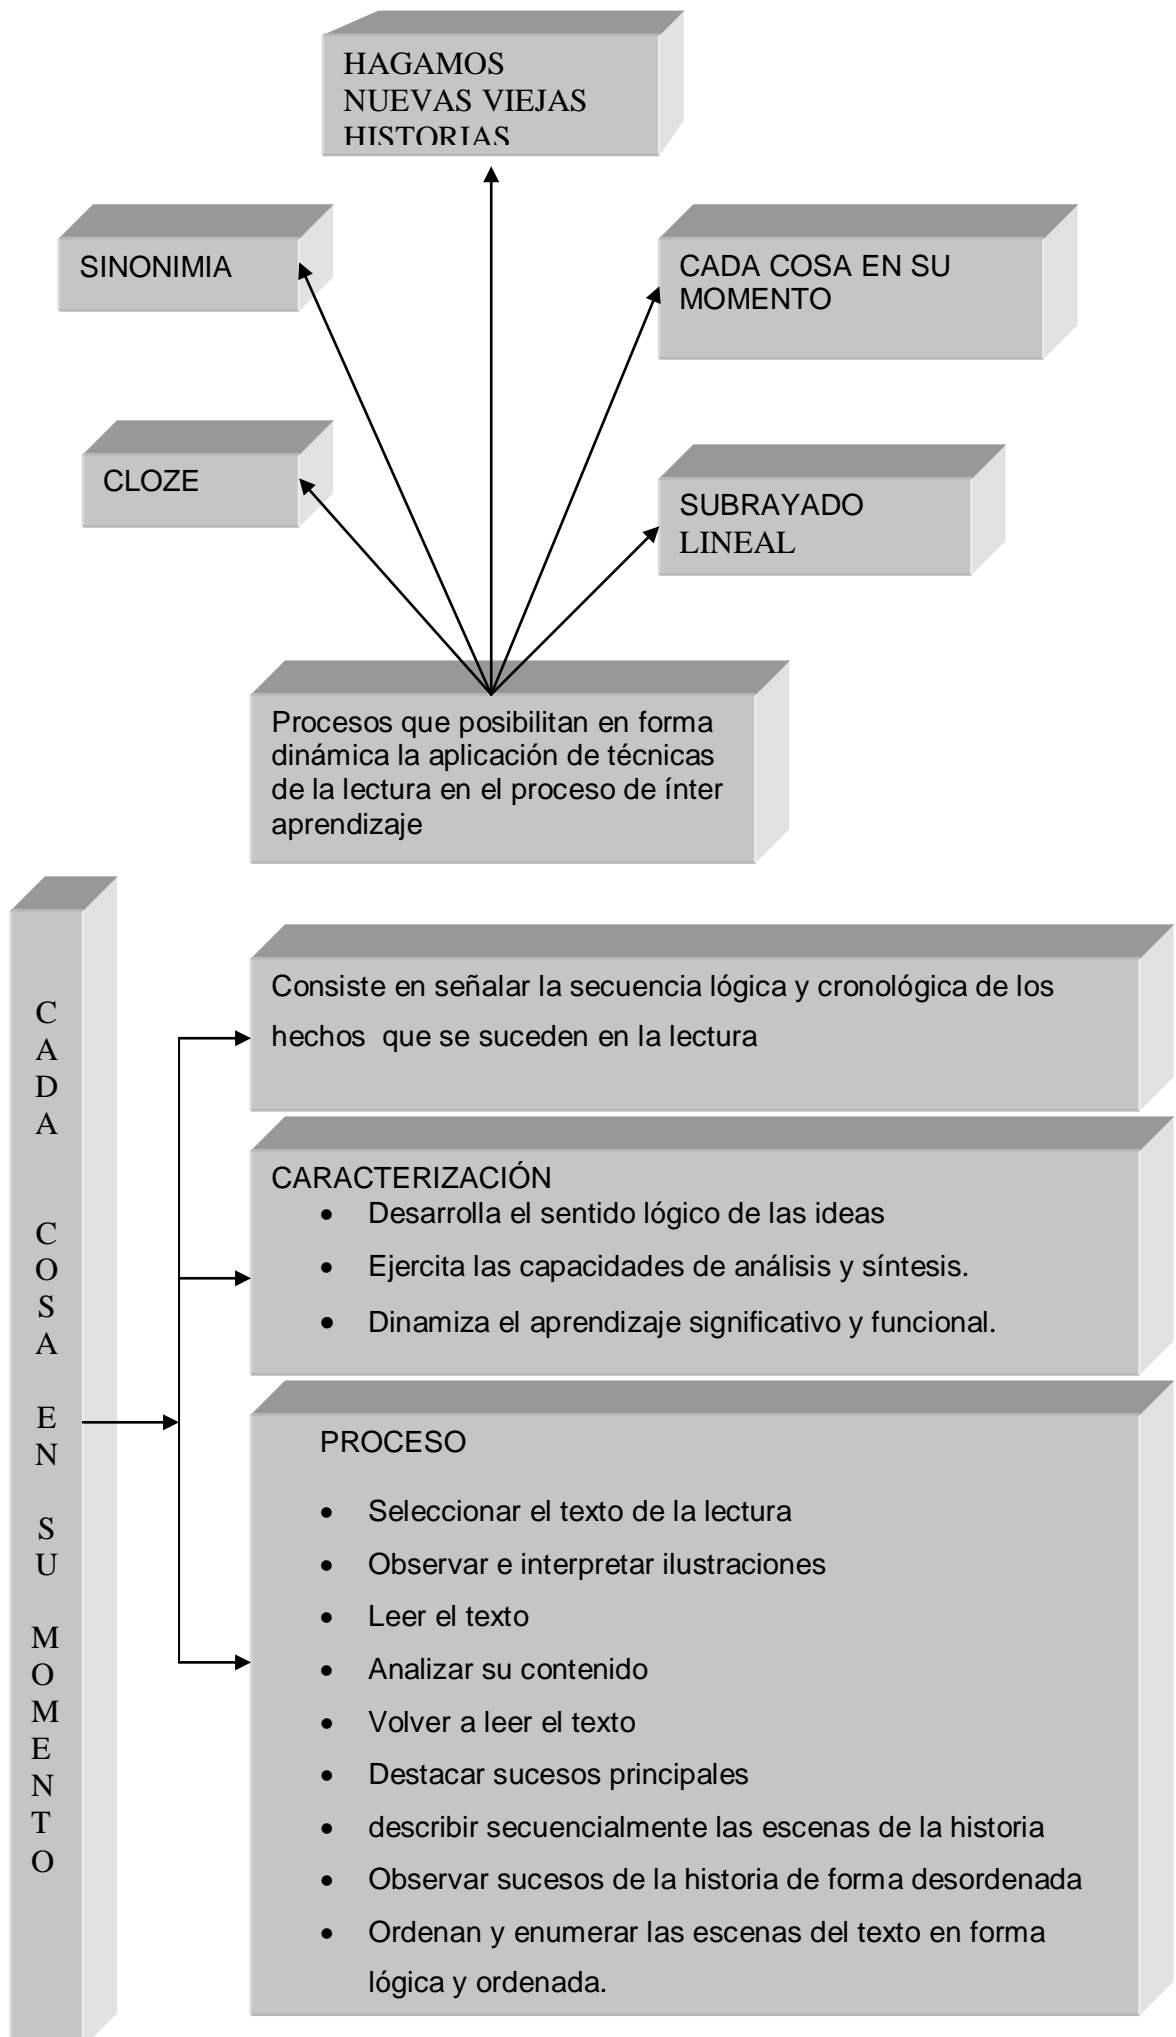 HAGAMOS
NUEVAS VIEJAS
HISTORIAS
SINONIMIA
CADA COSA EN SU
MOMENTO
CLOZE
SUBRAYADO
LINEAL
Procesos que posibilitan en forma
dinámica la aplicación de técnicas
de la lectura en el proceso de ínter
aprendizaje
CADA COSA EN SU MOMENTO
Consiste en señalar la secuencia lógica y cronológica de los
hechos que se suceden en la lectura
CARACTERIZACIÓN
• Desarrolla el sentido lógico de las ideas
• Ejercita las capacidades de análisis y síntesis.
• Dinamiza el aprendizaje significativo y funcional.
PROCESO
• Seleccionar el texto de la lectura
• Observar e interpretar ilustraciones
• Leer el texto
• Analizar su contenido
• Volver a leer el texto
• Destacar sucesos principales
• describir secuencialmente las escenas de la historia
• Observar sucesos de la historia de forma desordenada
• Ordenan y enumerar las escenas del texto en forma
lógica y ordenada.